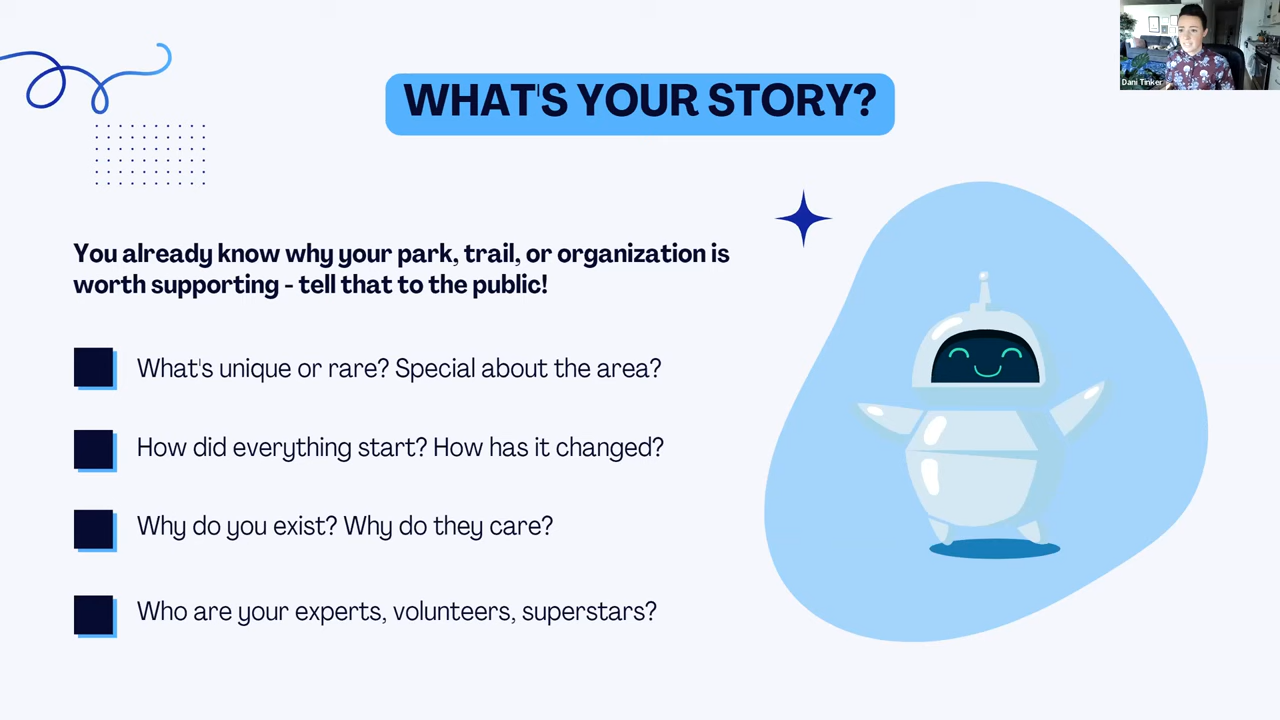 WHAT'S YOUR STORY?
Dani Tinker
You already know why your park, trail, or organization is
worth supporting - tell that to the public!
What's unique or rare? Special about the area?
How did everything start? How has it changed?
Why do you exist? Why do they care?
Who are your experts, volunteers, superstars?